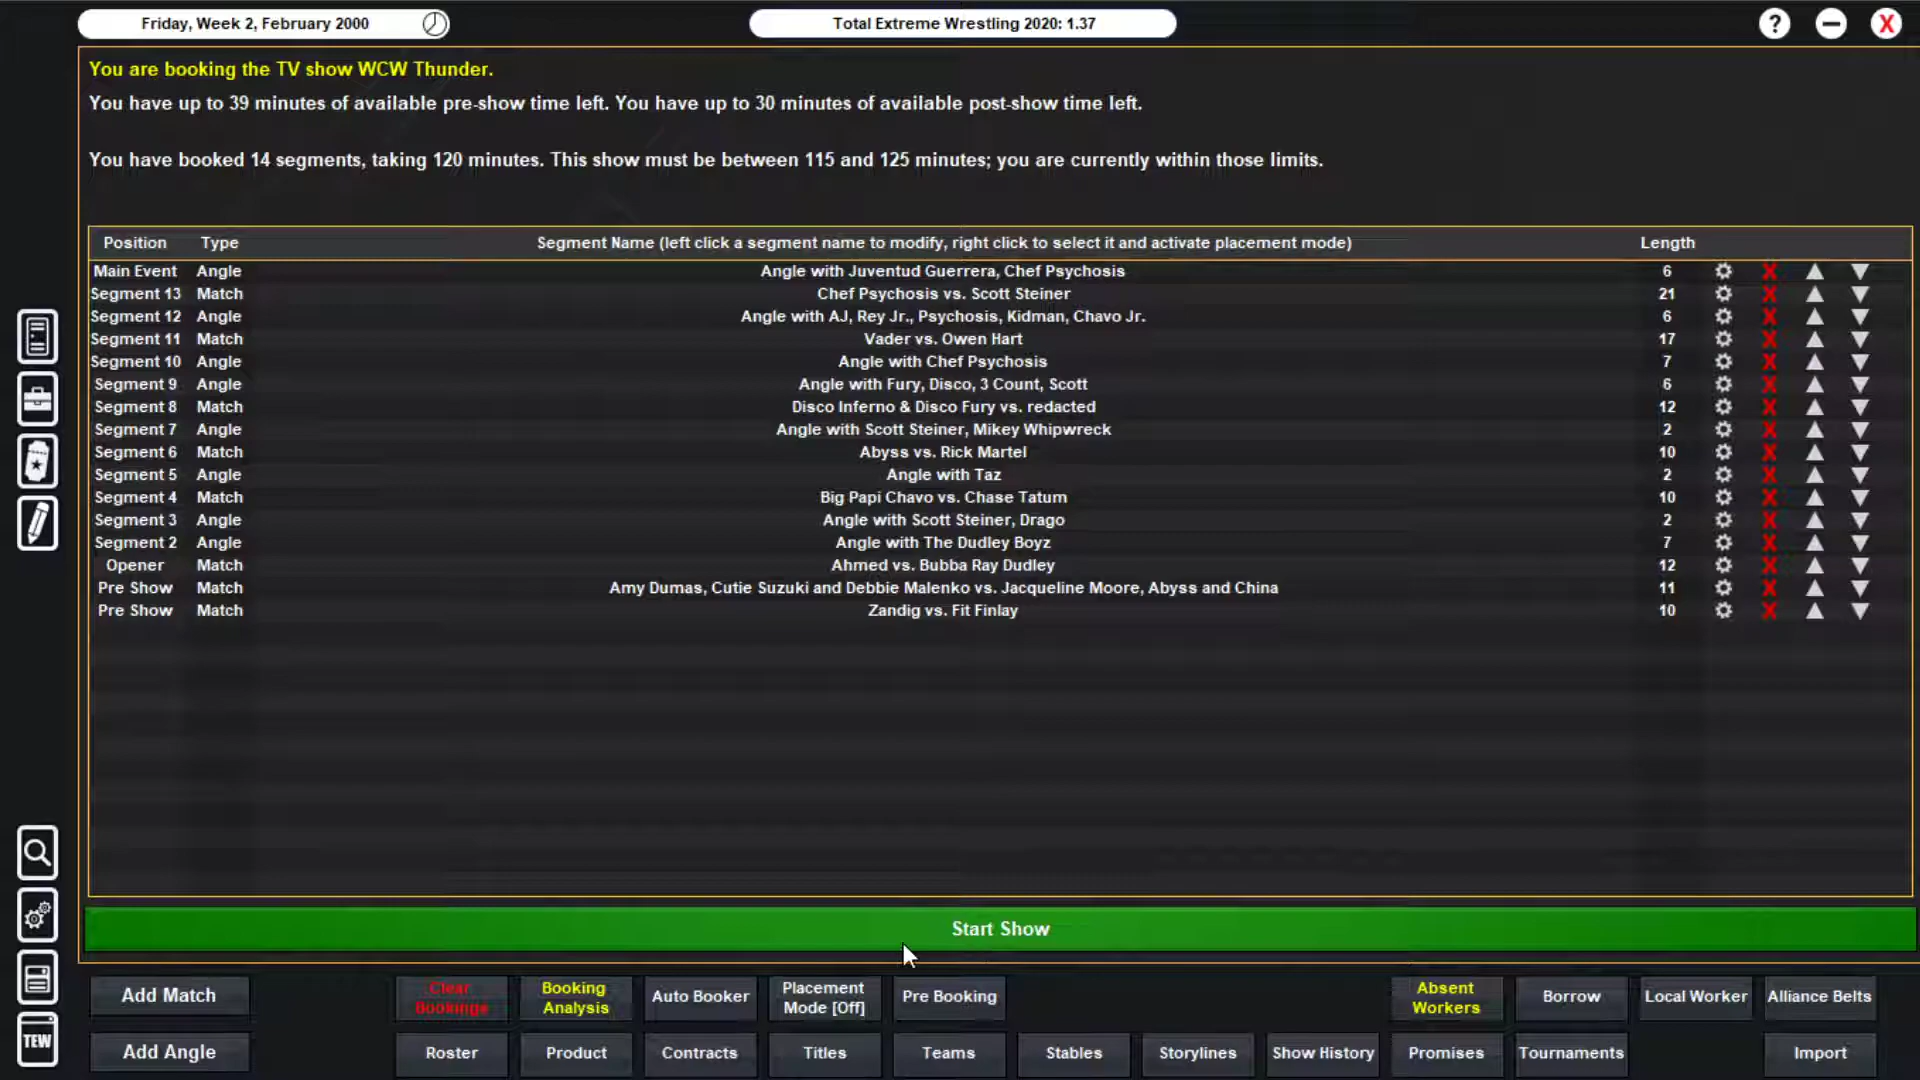 Friday, Week 2, February 2000
Total Extreme Wrestling 2020: 1.37
?
X
You are booking the TV show WCW Thunder.
You have up to 39 minutes of available pre-show time left. You have up to 30 minutes of available post-show time left.
You have booked 14 segments, taking 120 minutes. This show must be between 115 and 125 minutes; you are currently within those limits.
Position Type Segment Name (left click a segment name to modify, right click to select it and activate placement mode) Length
Main Event Angle Angle with Juventud Guerrera, Chef Psychosis 6 X
Segment 13 Match Chef Psychosis vs. Scott Steiner 21 X
Segment 12 Angle Angle with AJ, Rey Jr., Psychosis, Kidman, Chavo Jr. 6 X
Segment 11 Match Vader vs. Owen Hart 17 X
Segment 10 Angle Angle with Chef Psychosis 7 X
Segment 9 Angle Angle with Fury, Disco, 3 Count, Scott 6 X
Segment 8 Match Disco Inferno & Disco Fury vs. redacted 12 X
Segment 7 Angle Angle with Scott Steiner, Mikey Whipwreck 2 X
Segment 6 Match Abyss vs. Rick Martel 10 X
Segment 5 Angle Angle with Taz 2 X
Segment 4 Match Big Papi Chavo vs. Chase Tatum 10 X
Segment 3 Angle Angle with Scott Steiner, Drago 2 X
Segment 2 Angle Angle with The Dudley Boyz 7 X
Opener Match Ahmed vs. Bubba Ray Dudley 12 X
Pre Show Match Amy Dumas, Cutie Suzuki and Debbie Malenko vs. Jacqueline Moore, Abyss and China 11 X
Pre Show Match Zandig vs. Fit Finlay 10 X
Start Show
Add Match Clear Bookings Booking Analysis Auto Booker Placement Mode [Off] Pre Booking Absent Workers Borrow Local Worker Alliance Belts
TEW
Add Angle Roster Product Contracts Titles Teams Stables Storylines Show History Promises Tournaments Import